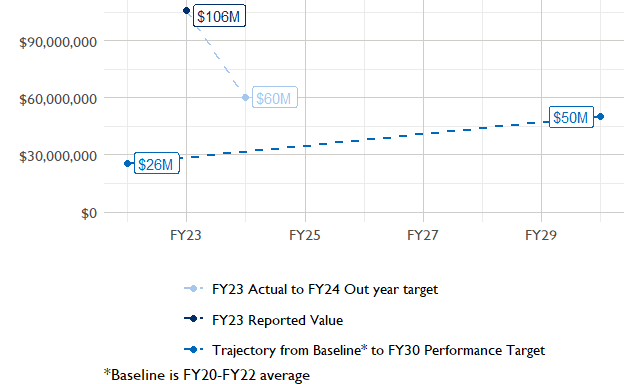 $106M
$90,000,000
$60,000,000
$60M
$50M
$30,000,000
$26M
$0
FY23 FY25 FY27 FY29
FY23 Actual to FY24 Out year target
FY23 Reported Value
Trajectory from Baseline* to FY30 Performance Target
*Baseline is FY20-FY22 average